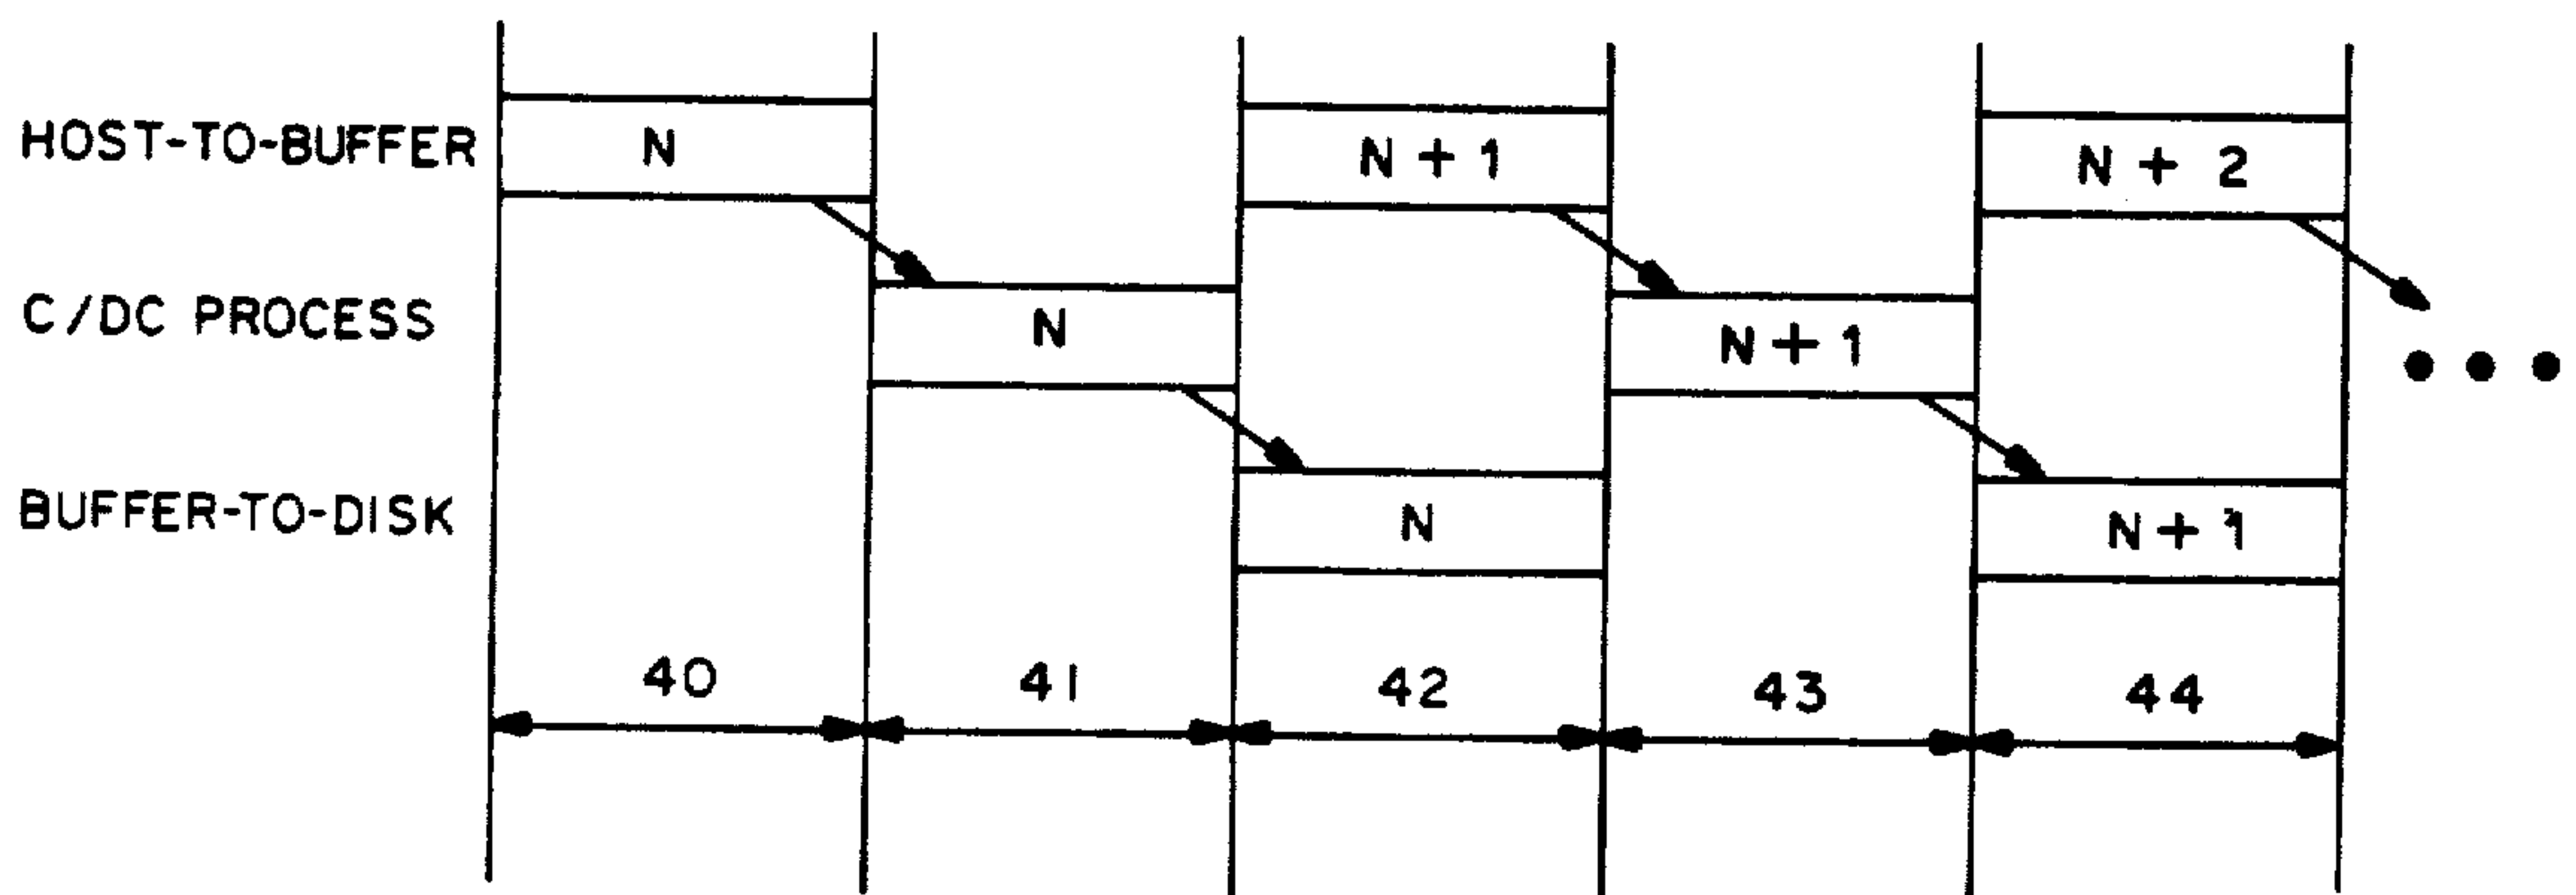 HOST-TO-BUFFER N N + 1 N + 2
C/DC PROCESS N N + 1
BUFFER-TO-DISK N N + 1
40 41 42 43 44